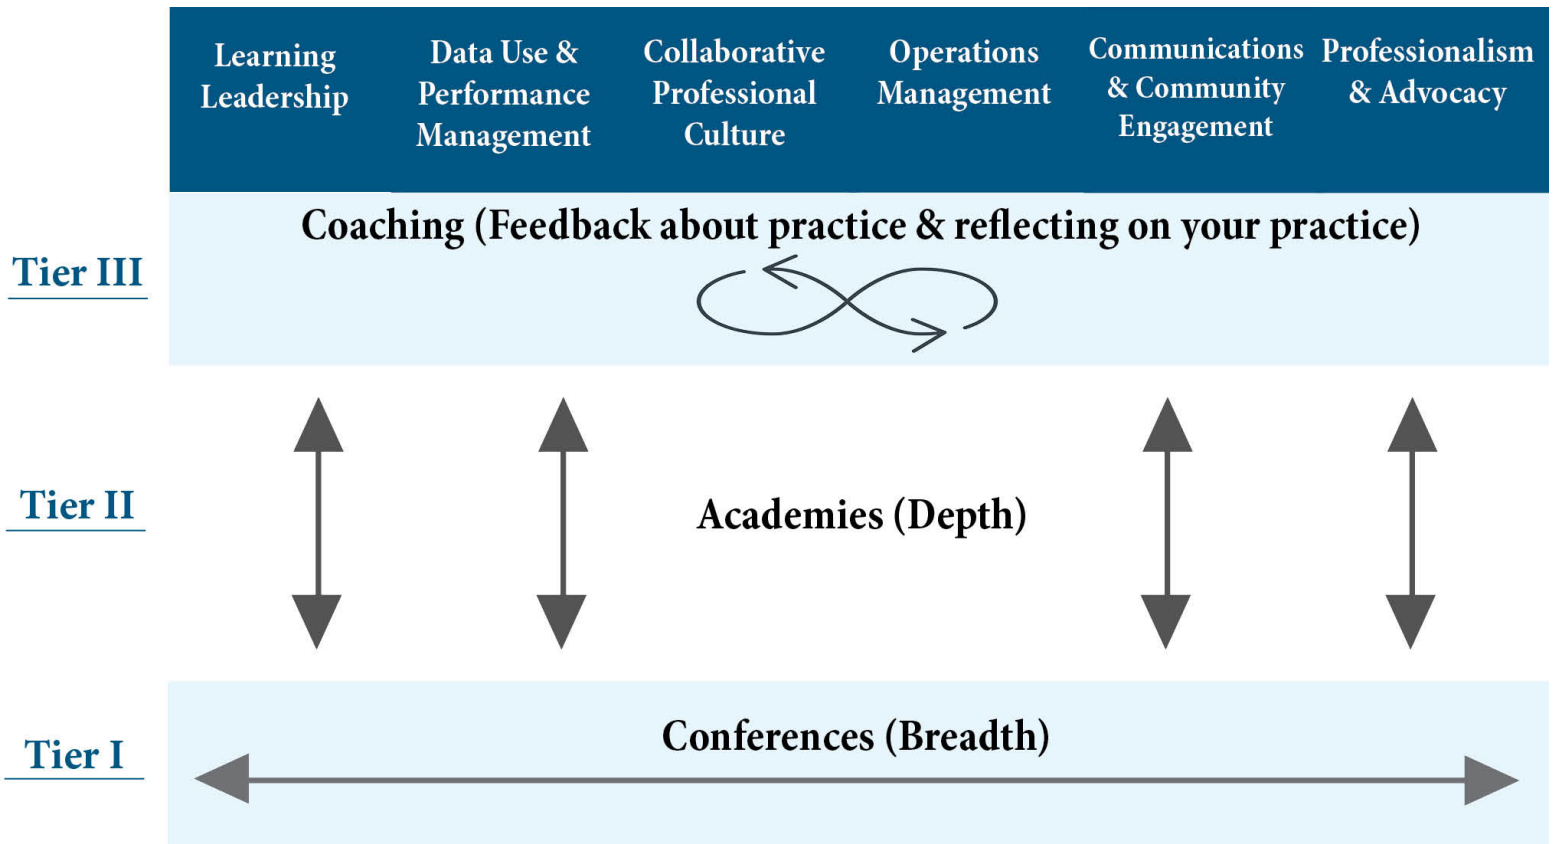 Learning
Leadership
Data Use &
Performance
Management
Collaborative
Professional
Culture
Operations
Management
Communications
& Community
Engagement
Professionalism
& Advocacy
Coaching (Feedback about practice & reflecting on your practice)
Tier III
Tier II
Academies (Depth)
Conferences (Breadth)
Tier I